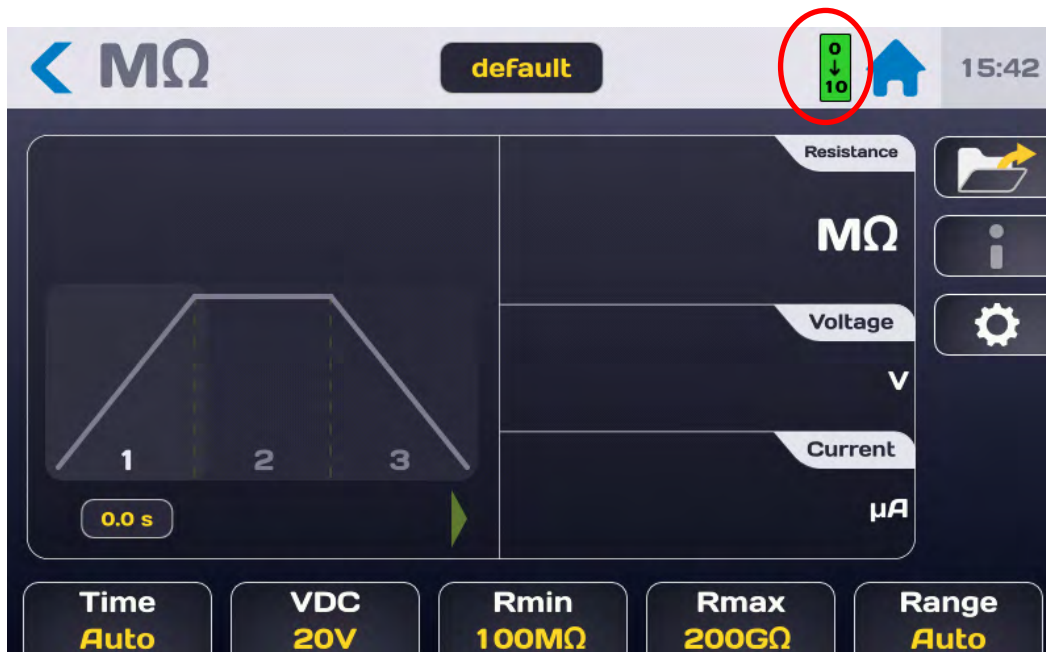 MΩ
default
0
↓
10
15:42
Resistance
MΩ
Voltage
V
Current
µA
1 2 3
0.0 s
Time VDC Rmin Rmax Range
Auto 20V 100MΩ 200GΩ Auto